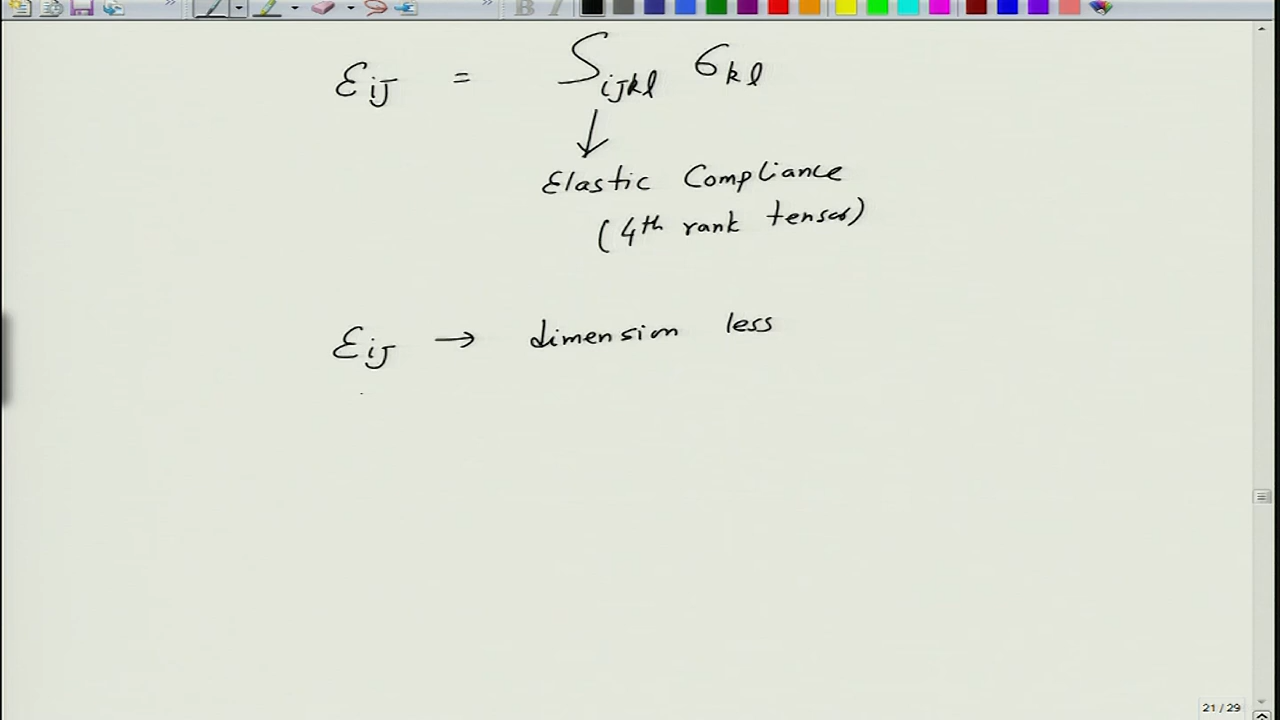 B I
εij = Sijkl σkl
↓
Elastic Compliance
(4th rank tensor)
εij → dimension less
21 / 29